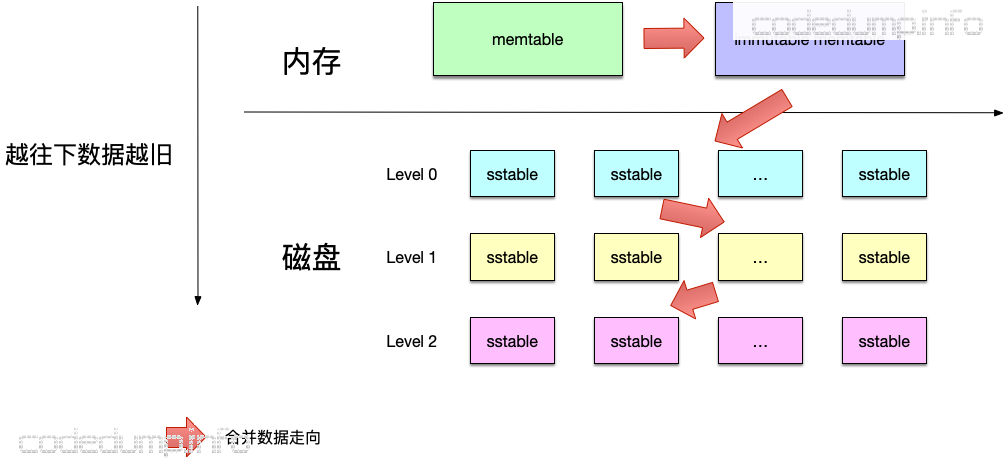 codedump.info
memtable
immutable memtable
内存
越往下数据越旧
Level 0
sstable
sstable
...
sstable
磁盘
Level 1
sstable
sstable
...
sstable
Level 2
sstable
sstable
...
sstable
codedump.info
合并数据走向